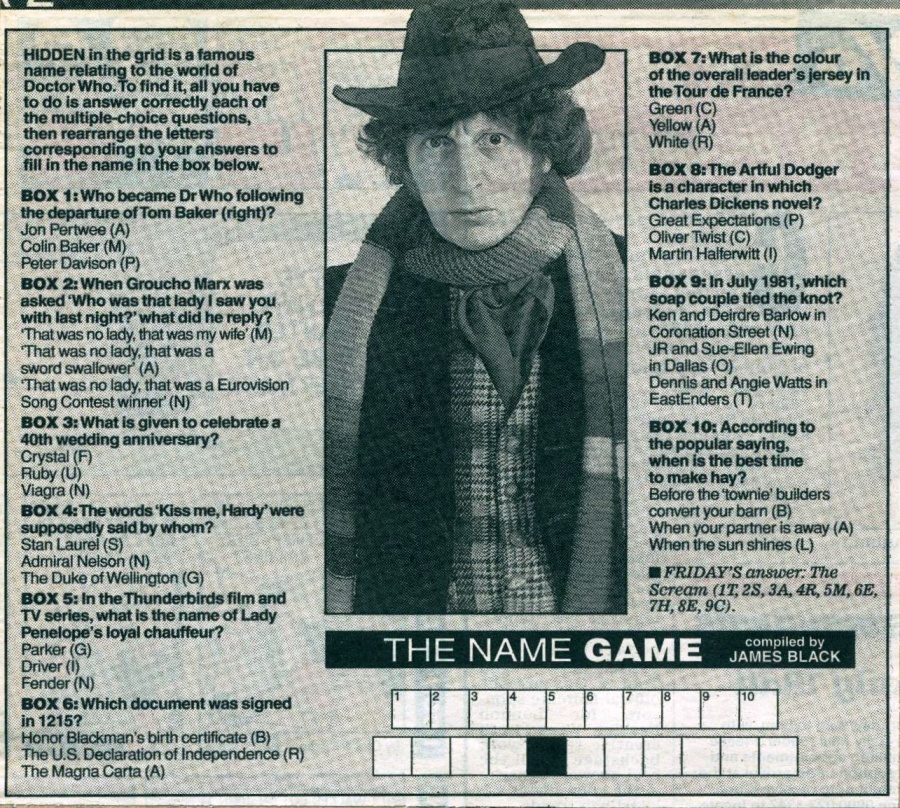 HIDDEN in the grid is a famous
name relating to the world of
Doctor Who. To find it, all you have
to do is answer correctly each of
the multiple-choice questions,
then rearrange the letters
corresponding to your answers to
fill in the name in the box below.
BOX 1: Who became Dr Who following
the departure of Tom Baker (right)?
Jon Pertwee (A)
Colin Baker (M)
Peter Davison (P)
BOX 2: When Groucho Marx was
asked ‘Who was that lady I saw you
with last night?’ what did he reply?
‘That was no lady, that was my wife’ (M)
‘That was no lady, that was a
sword swallower’ (A)
‘That was no lady, that was a Eurovision
Song Contest winner’ (N)
BOX 3: What is given to celebrate a
40th wedding anniversary?
Crystal (F)
Ruby (U)
Viagra (N)
BOX 4: The words ‘Kiss me, Hardy’ were
supposedly said by whom?
Stan Laurel (S)
Admiral Nelson (N)
The Duke of Wellington (G)
BOX 5: In the Thunderbirds film and
TV series, what is the name of Lady
Penelope’s loyal chauffeur?
Parker (G)
Driver (I)
Fender (N)
BOX 6: Which document was signed
in 1215?
Honor Blackman’s birth certificate (B)
The U.S. Declaration of Independence (R)
The Magna Carta (A)
BOX 7: What is the colour
of the overall leader’s jersey in
the Tour de France?
Green (C)
Yellow (A)
White (R)
BOX 8: The Artful Dodger
is a character in which
Charles Dickens novel?
Great Expectations (P)
Oliver Twist (C)
Martin Halferwitt (I)
BOX 9: In July 1981, which
soap couple tied the knot?
Ken and Deirdre Barlow in
Coronation Street (N)
JR and Sue-Ellen Ewing
in Dallas (O)
Dennis and Angie Watts in
EastEnders (T)
BOX 10: According to
the popular saying,
when is the best time
to make hay?
Before the ‘townie’ builders
convert your barn (B)
When your partner is away (A)
When the sun shines (L)
■ FRIDAY’S answer: The
Scream (1T, 2S, 3A, 4R, 5M, 6E,
7H, 8E, 9C).
THE NAME GAME compiled by
JAMES BLACK
1 2 3 4 5 6 7 8 9 10